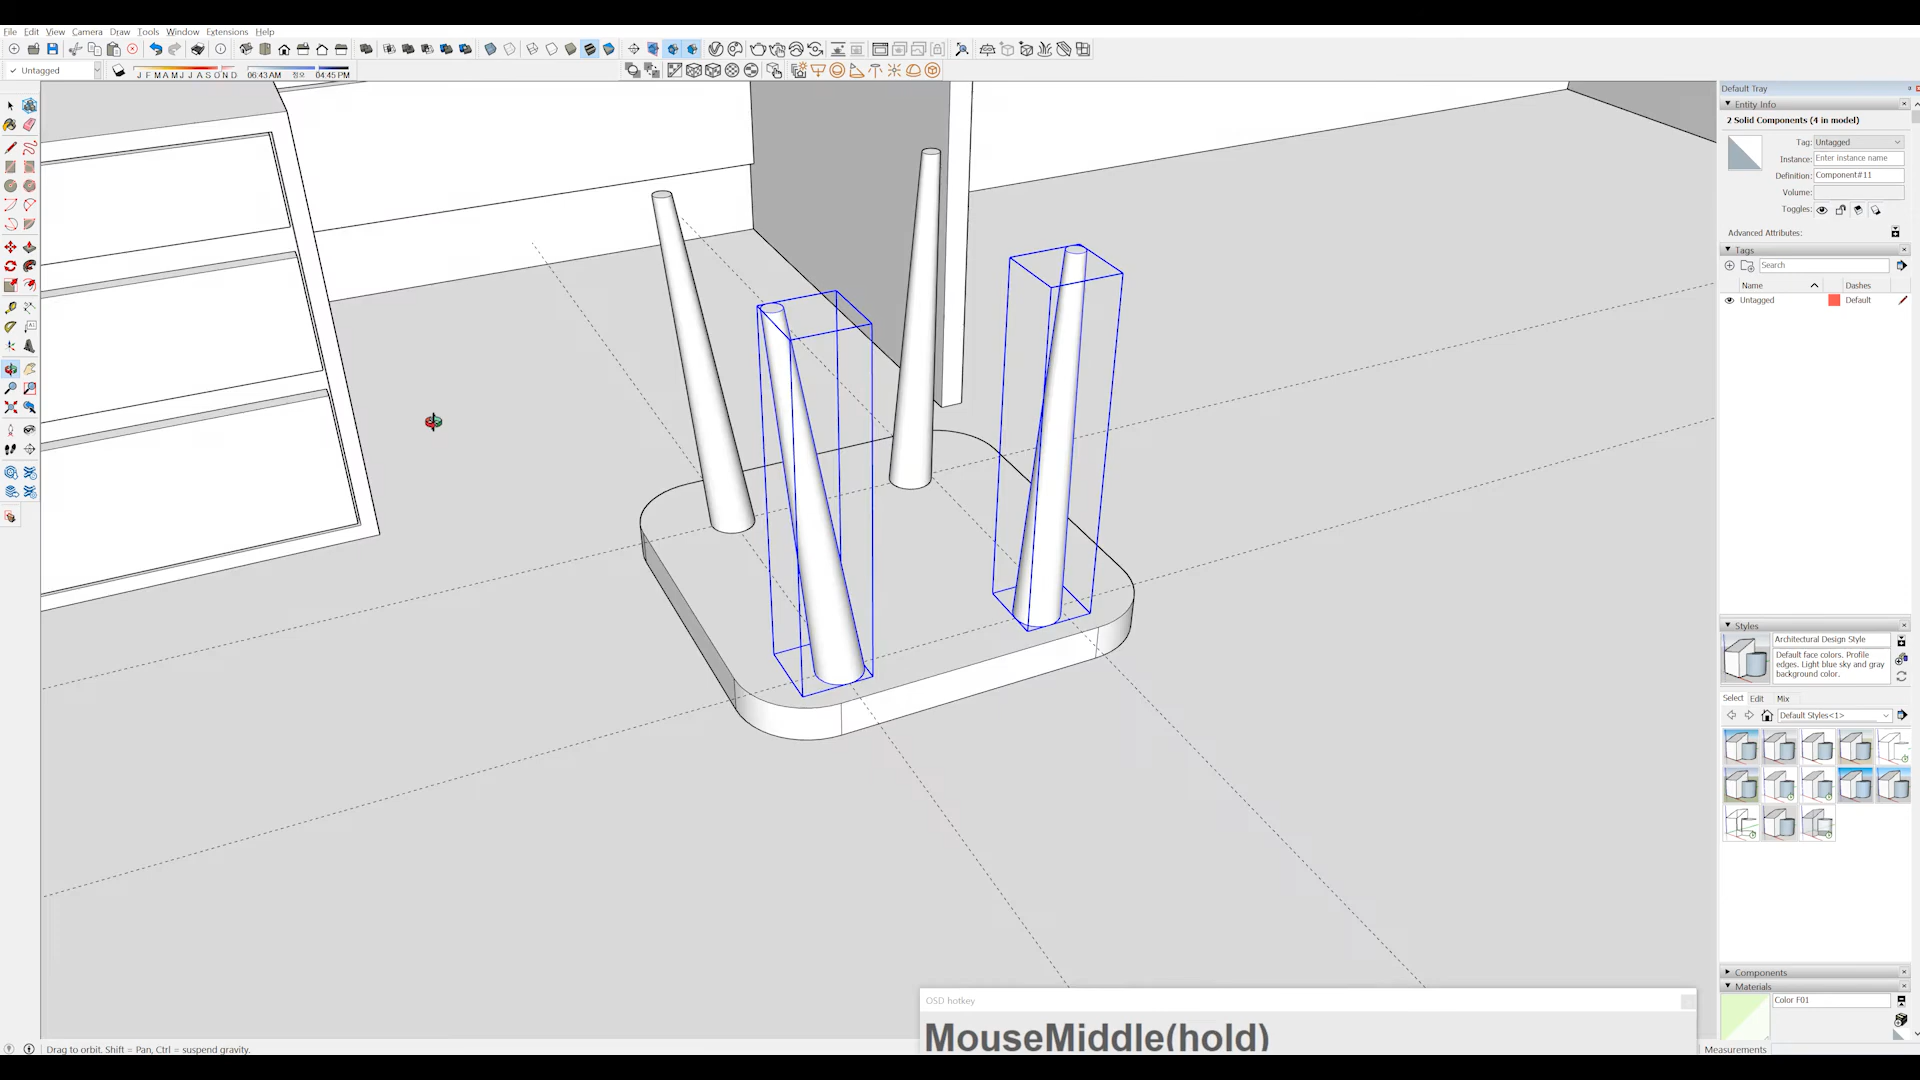 File Edit View Camera Draw Tools Window Extensions Help
Untagged
J F M A M J J A S O N D 06:43 AM 정오 04:45 PM
Default Tray
Entity Info
2 Solid Components (4 in model)
Tag: Untagged
Instance: Enter instance name
Definition: Component#11
Volume:
Toggles:
Advanced Attributes:
Tags
Search
Name Dashes
Untagged Default
Styles
Architectural Design Style
Default face colors. Profile
edges. Light blue sky and gray
background color.
Select Edit Mix
Default Styles<1>
Components
Materials
Color F01
OSD hotkey
MouseMiddle(hold)
Drag to orbit. Shift = Pan, Ctrl = suspend gravity.
Measurements